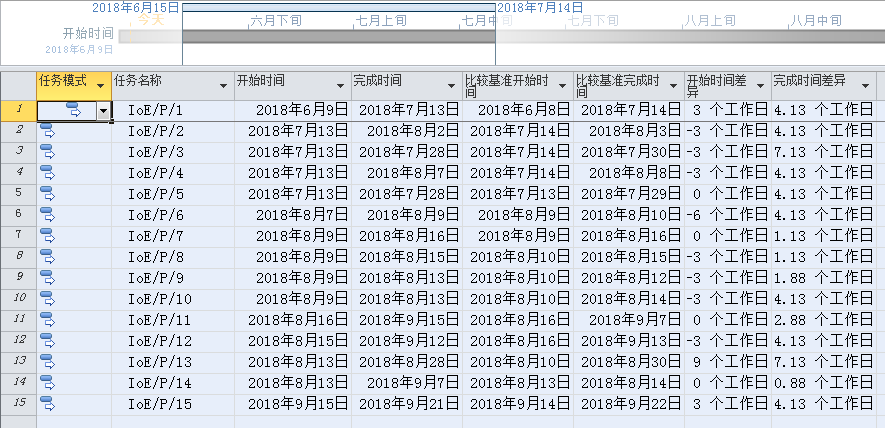 2018年6月15日 2018年7月14日
今天 六月下旬 七月上旬 七月中旬 七月下旬 八月上旬 八月中旬
开始时间
2018年6月9日
任务模式 任务名称 开始时间 完成时间 比较基准开始时间 比较基准完成时间 开始时间差异 完成时间差异
1 IoE/P/1 2018年6月9日 2018年7月13日 2018年6月8日 2018年7月14日 3 个工作日 4.13 个工作日
2 IoE/P/2 2018年7月13日 2018年8月2日 2018年7月14日 2018年8月3日 -3 个工作日 4.13 个工作日
3 IoE/P/3 2018年7月13日 2018年7月28日 2018年7月14日 2018年7月30日 -3 个工作日 7.13 个工作日
4 IoE/P/4 2018年7月13日 2018年8月7日 2018年7月14日 2018年8月8日 -3 个工作日 4.13 个工作日
5 IoE/P/5 2018年7月13日 2018年7月28日 2018年7月13日 2018年7月29日 0 个工作日 4.13 个工作日
6 IoE/P/6 2018年8月7日 2018年8月9日 2018年8月9日 2018年8月10日 -6 个工作日 4.13 个工作日
7 IoE/P/7 2018年8月9日 2018年8月16日 2018年8月9日 2018年8月16日 0 个工作日 1.13 个工作日
8 IoE/P/8 2018年8月9日 2018年8月15日 2018年8月10日 2018年8月15日 -3 个工作日 1.13 个工作日
9 IoE/P/9 2018年8月9日 2018年8月13日 2018年8月10日 2018年8月12日 -3 个工作日 1.88 个工作日
10 IoE/P/10 2018年8月9日 2018年8月13日 2018年8月10日 2018年8月14日 -3 个工作日 4.13 个工作日
11 IoE/P/11 2018年8月16日 2018年9月15日 2018年8月16日 2018年9月7日 0 个工作日 2.88 个工作日
12 IoE/P/12 2018年8月15日 2018年9月12日 2018年8月16日 2018年9月13日 -3 个工作日 4.13 个工作日
13 IoE/P/13 2018年8月13日 2018年8月28日 2018年8月10日 2018年8月30日 9 个工作日 7.13 个工作日
14 IoE/P/14 2018年8月13日 2018年9月7日 2018年8月13日 2018年8月14日 0 个工作日 0.88 个工作日
15 IoE/P/15 2018年9月15日 2018年9月21日 2018年9月14日 2018年9月22日 3 个工作日 4.13 个工作日